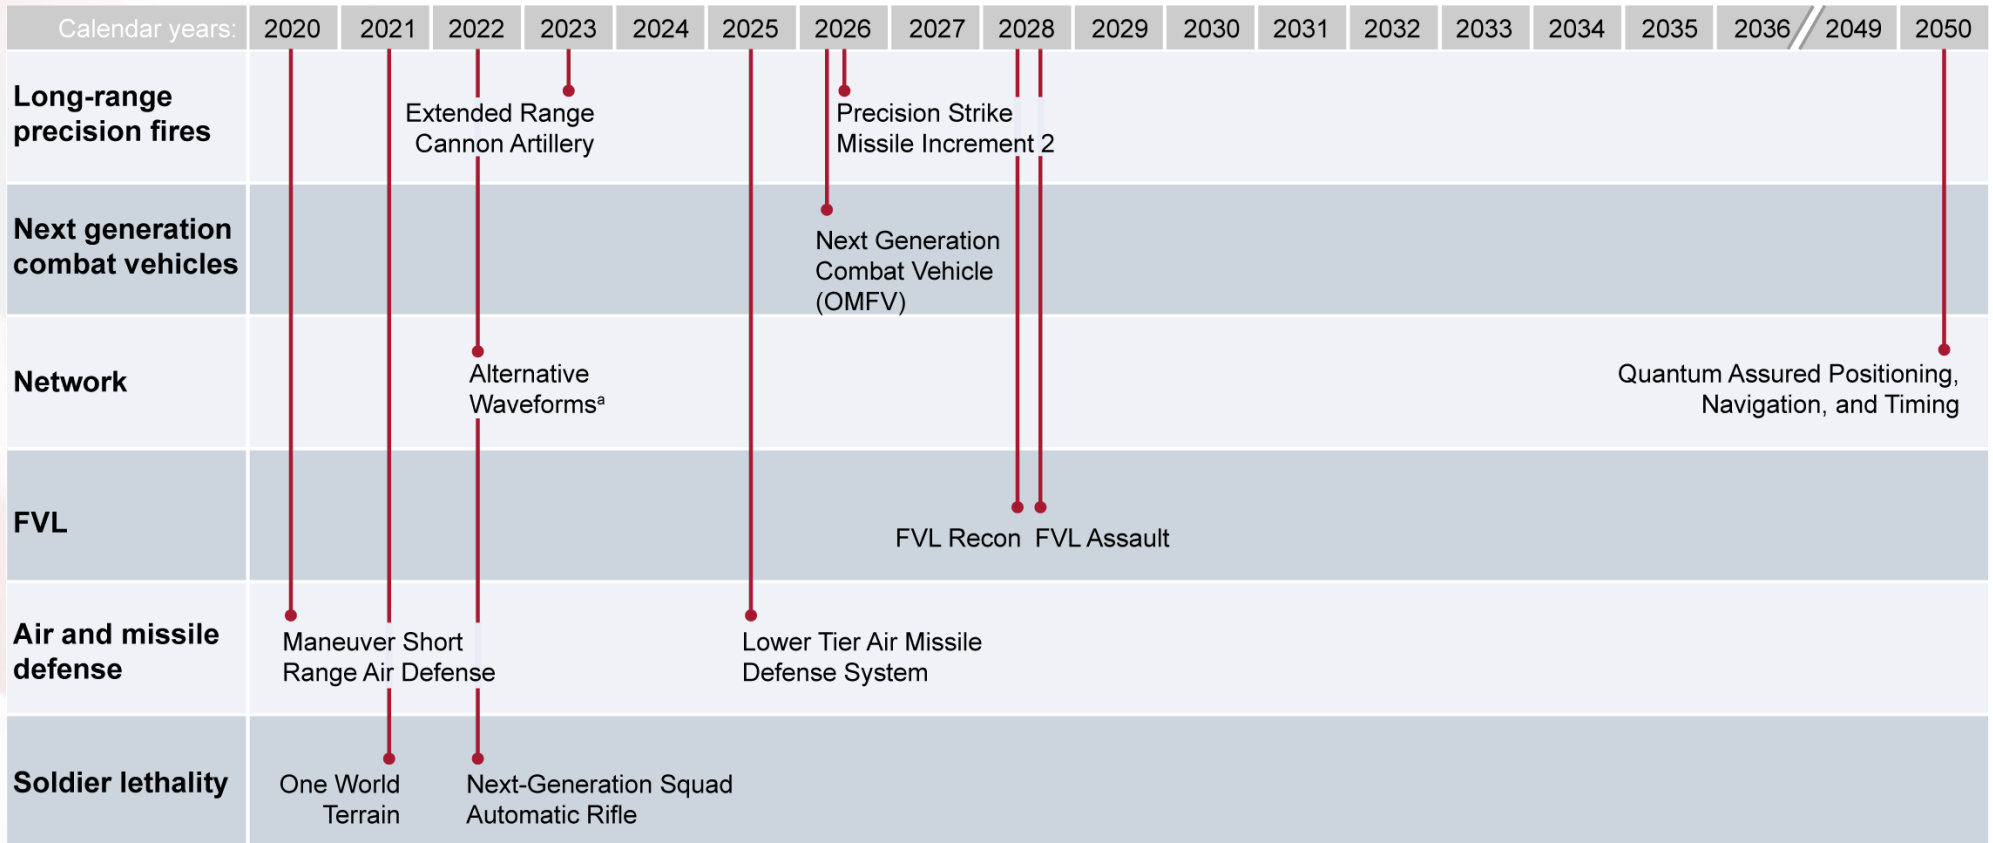 Calendar years: 2020 2021 2022 2023 2024 2025 2026 2027 2028 2029 2030 2031 2032 2033 2034 2035 2036 2049 2050
Long-range
precision fires
Extended Range
Cannon Artillery
Precision Strike
Missile Increment 2
Next generation
combat vehicles
Next Generation
Combat Vehicle
(OMFV)
Network
Alternative
Waveformsᵃ
Quantum Assured Positioning,
Navigation, and Timing
FVL
FVL Recon
FVL Assault
Air and missile
defense
Maneuver Short
Range Air Defense
Lower Tier Air Missile
Defense System
Soldier lethality
One World
Terrain
Next-Generation Squad
Automatic Rifle